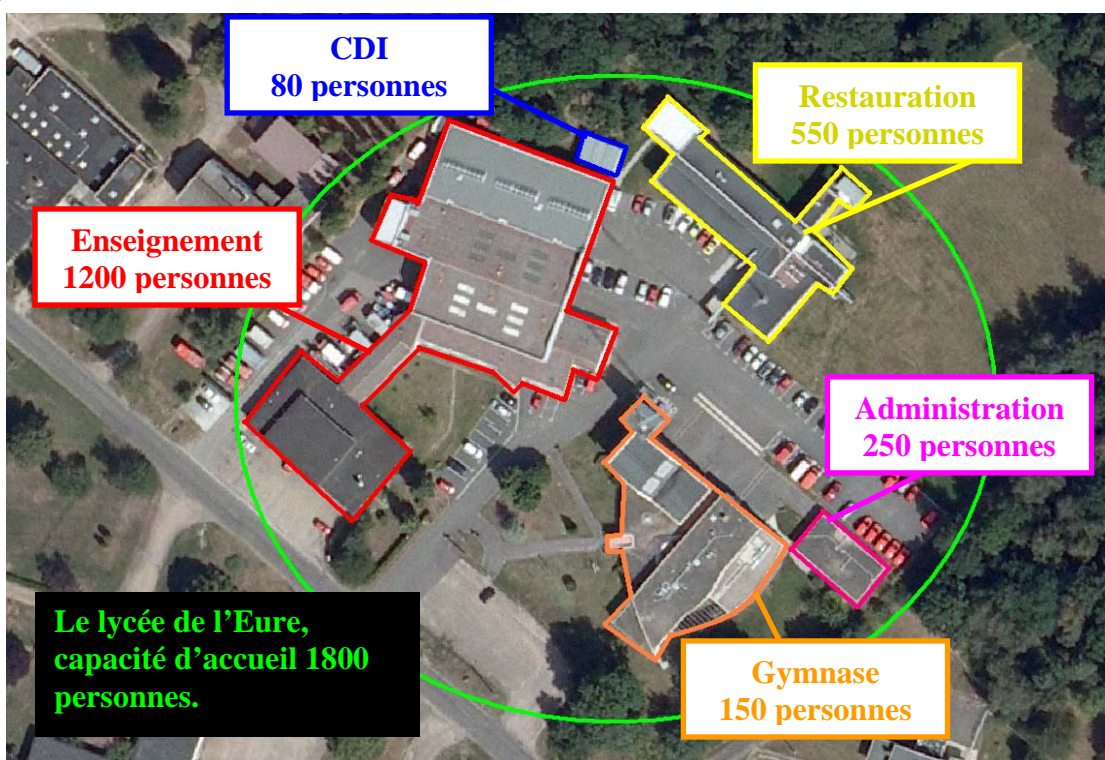 CDI
80 personnes
Restauration
550 personnes
Enseignement
1200 personnes
Administration
250 personnes
Le lycée de l’Eure,
capacité d’accueil 1800
personnes.
Gymnase
150 personnes